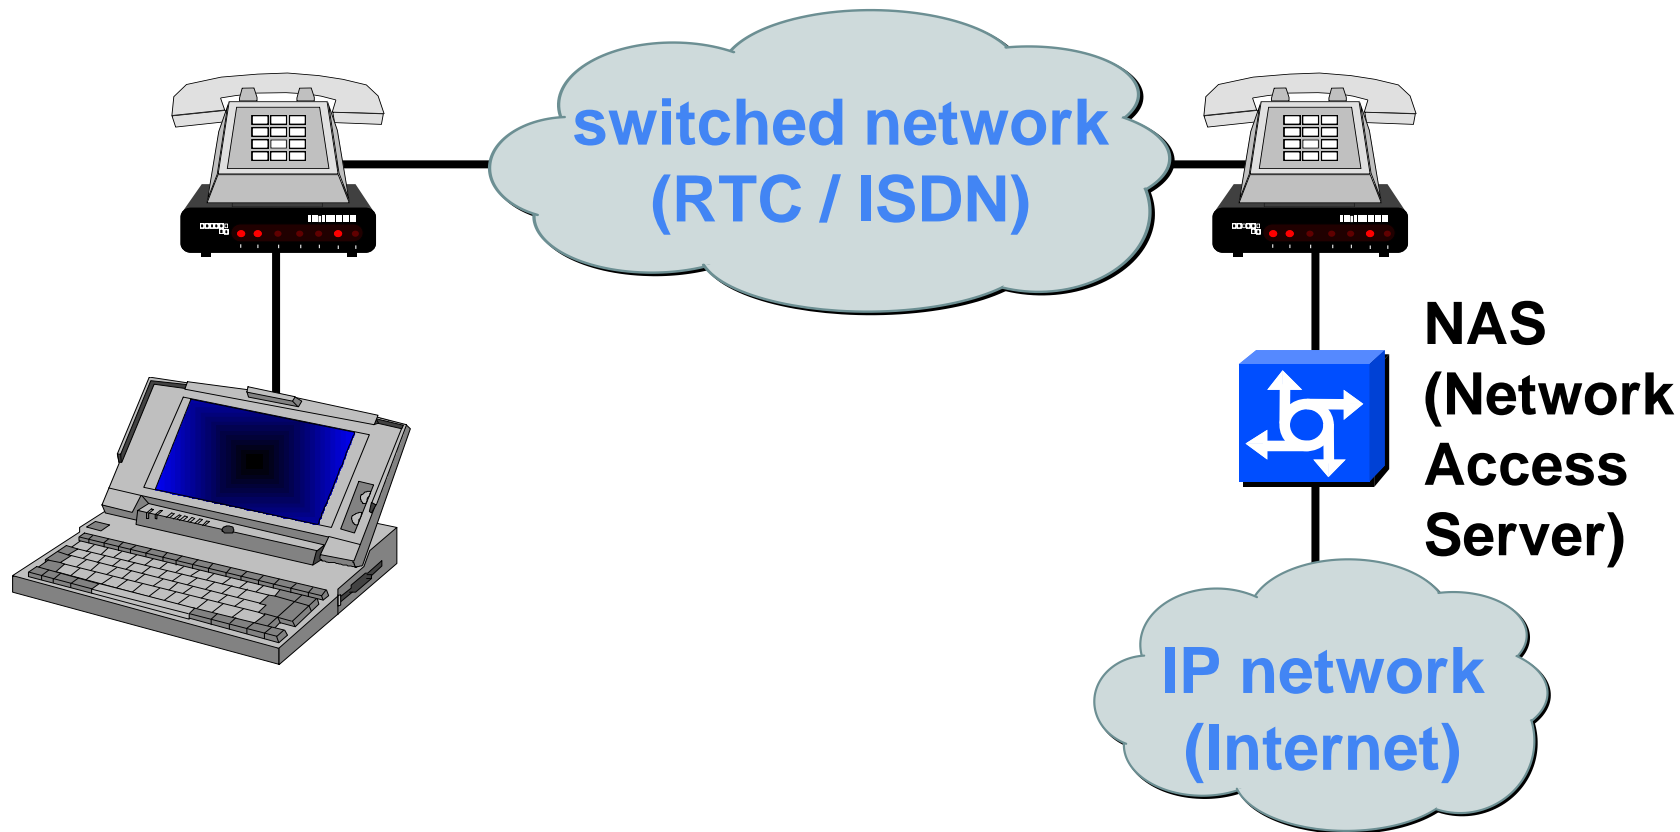 switched network
(RTC / ISDN)
NAS
(Network
Access
Server)
IP network
(Internet)